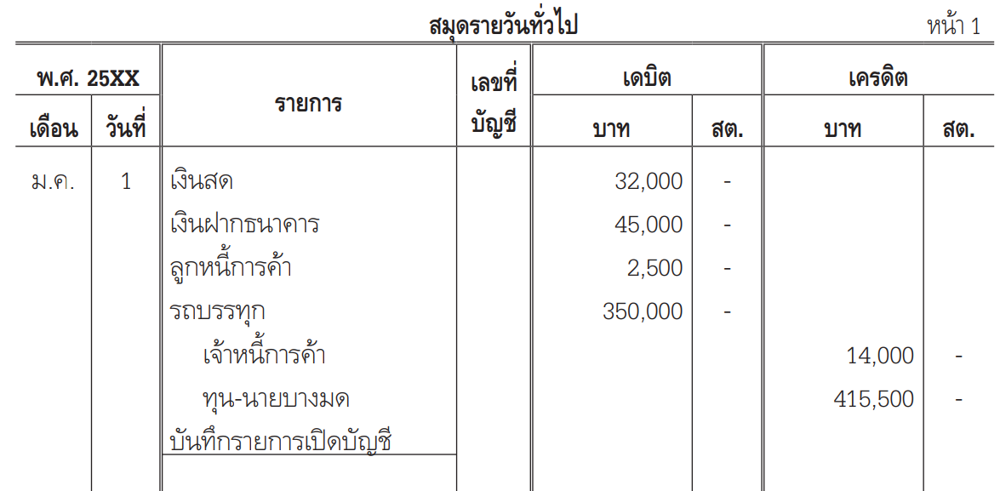 สมุดรายวันทั่วไป หน้า 1
พ.ศ. 25XX รายการ เลขที่บัญชี เดบิต เครดิต
เดือน วันที่ บาท สต. บาท สต.
ม.ค. 1 เงินสด 32,000 -
เงินฝากธนาคาร 45,000 -
ลูกหนี้การค้า 2,500 -
รถบรรทุก 350,000 -
เจ้าหนี้การค้า 14,000 -
ทุน-นายบางมด 415,500 -
บันทึกรายการเปิดบัญชี